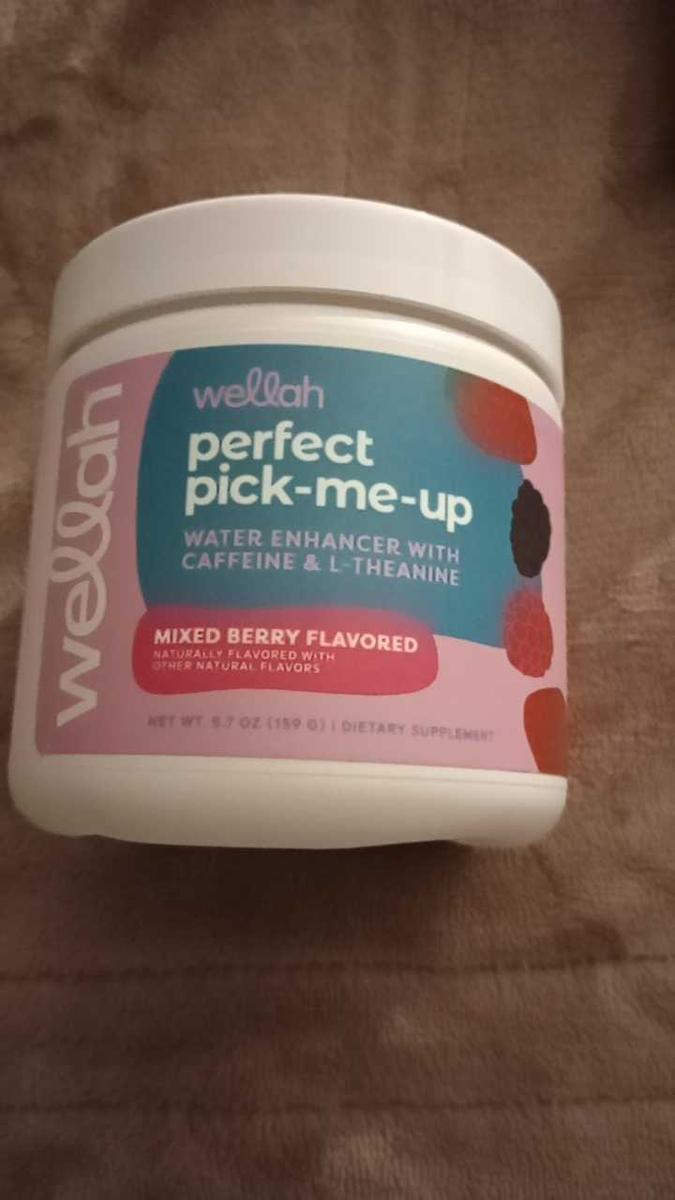 wellah
wellah
perfect
pick-me-up
WATER ENHANCER WITH
CAFFEINE & L-THEANINE
MIXED BERRY FLAVORED
NATURALLY FLAVORED WITH
OTHER NATURAL FLAVORS
NET WT. 5.7 OZ (159 G) | DIETARY SUPPLEMENT